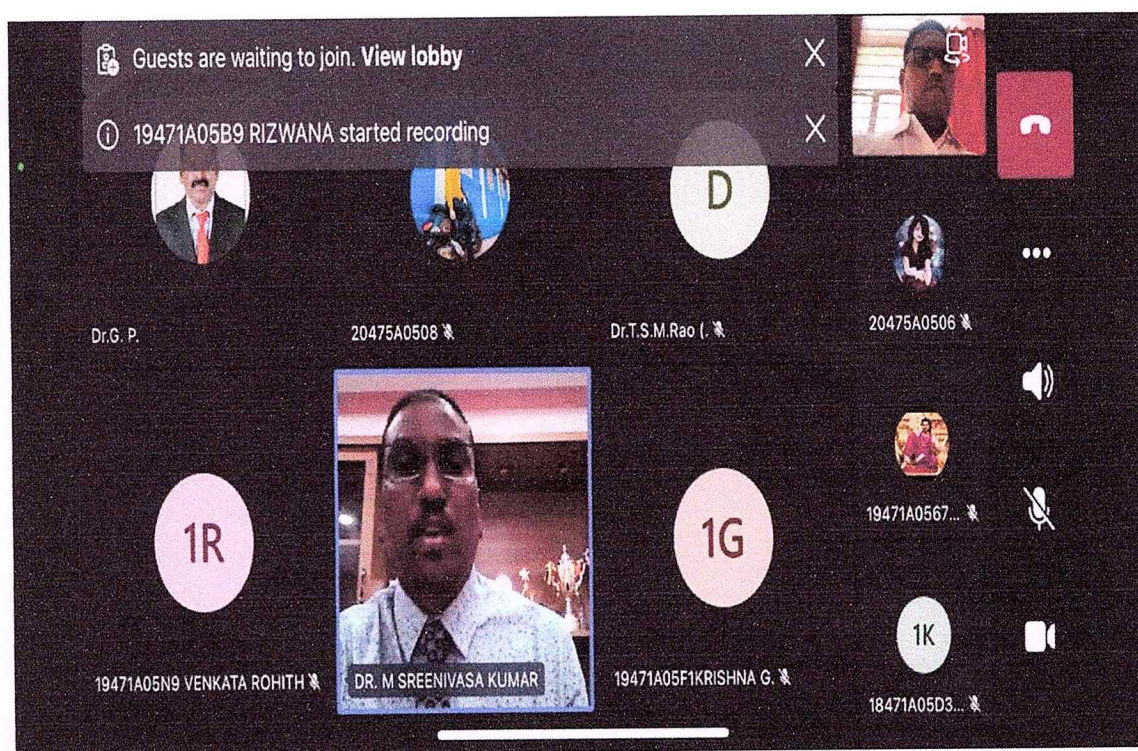 Guests are waiting to join. View lobby
19471A05B9 RIZWANA started recording
D
Dr.G. P.
20475A0508
Dr.T.S.M.Rao (.
20475A0506
1R
1G
19471A0567...
1K
19471A05N9 VENKATA ROHITH
DR. M SREENIVASA KUMAR
19471A05F1KRISHNA G.
18471A05D3...